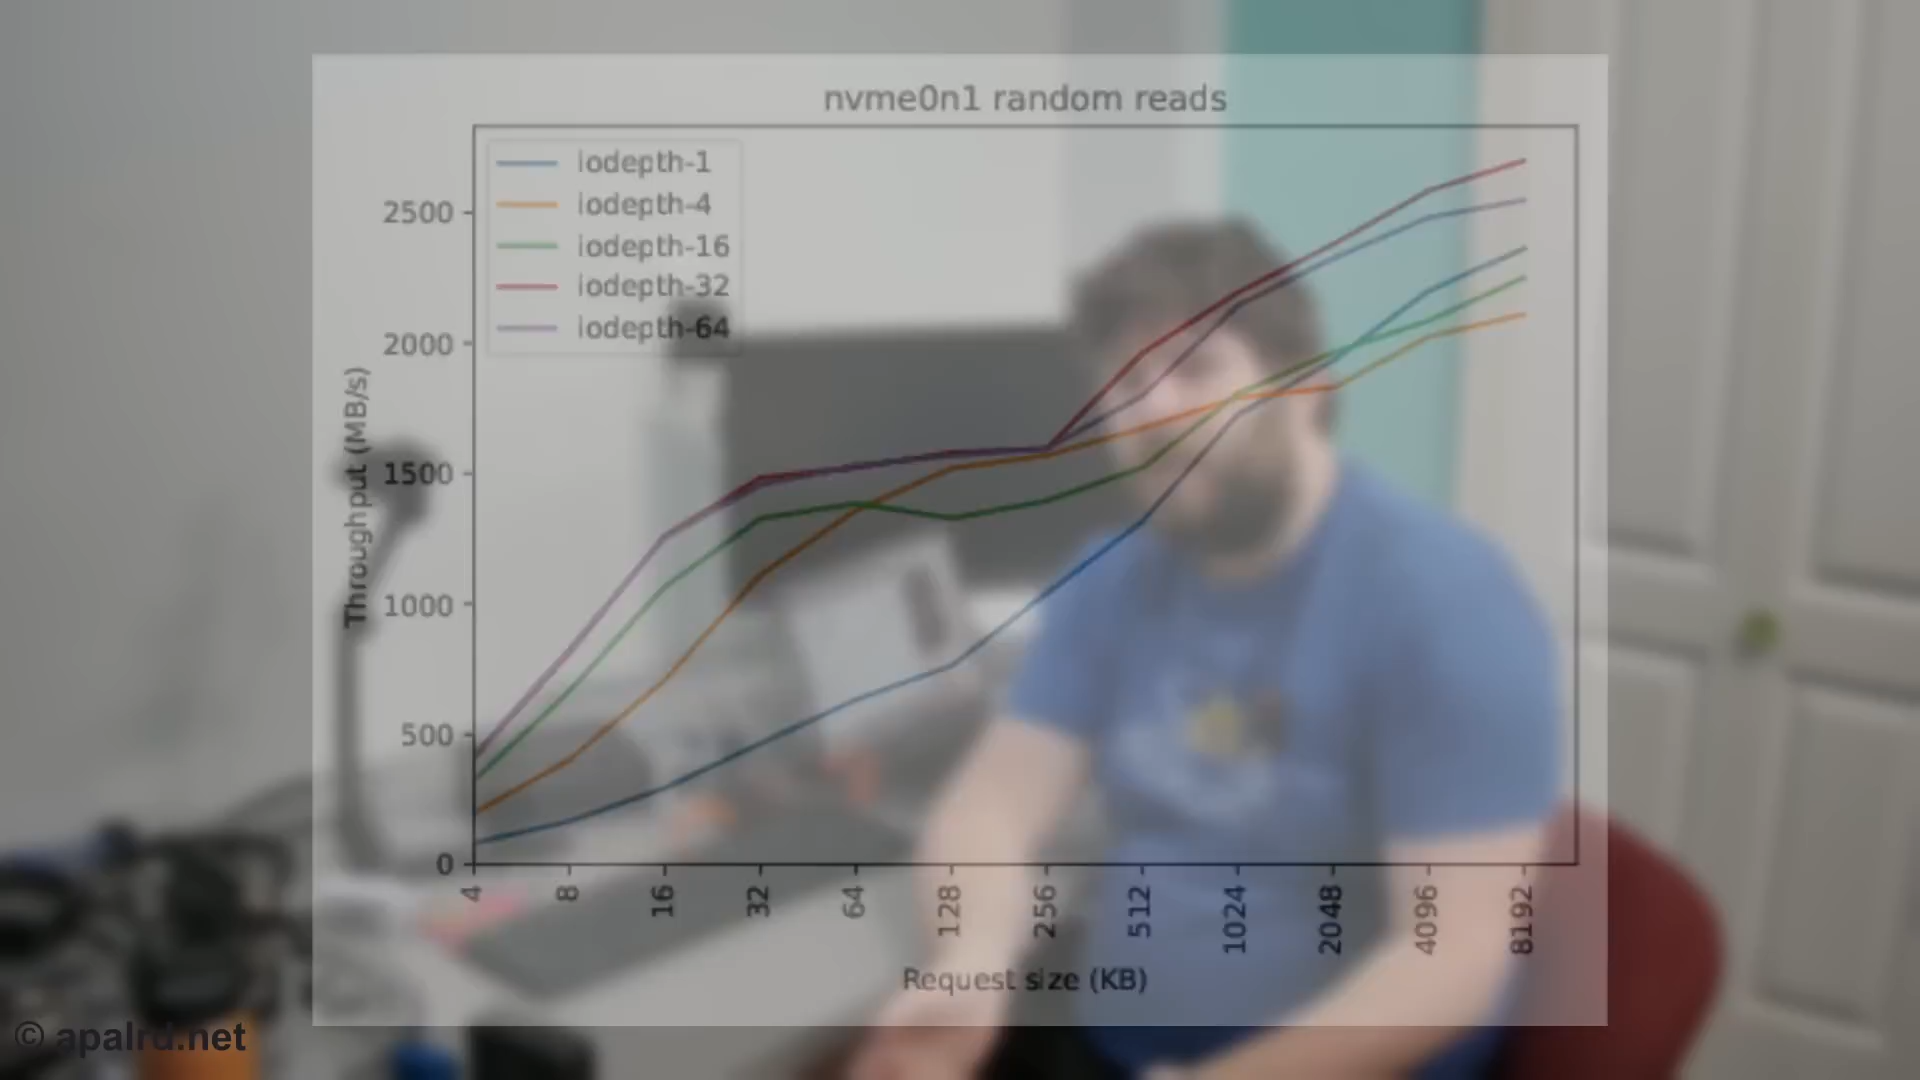 nvme0n1 random reads
iodepth-1
iodepth-4
iodepth-16
iodepth-32
iodepth-64
Throughput (MB/s)
2500
2000
1500
1000
500
0
4 8 16 32 64 128 256 512 1024 2048 4096 8192
Request size (KB)
© apalrd.net